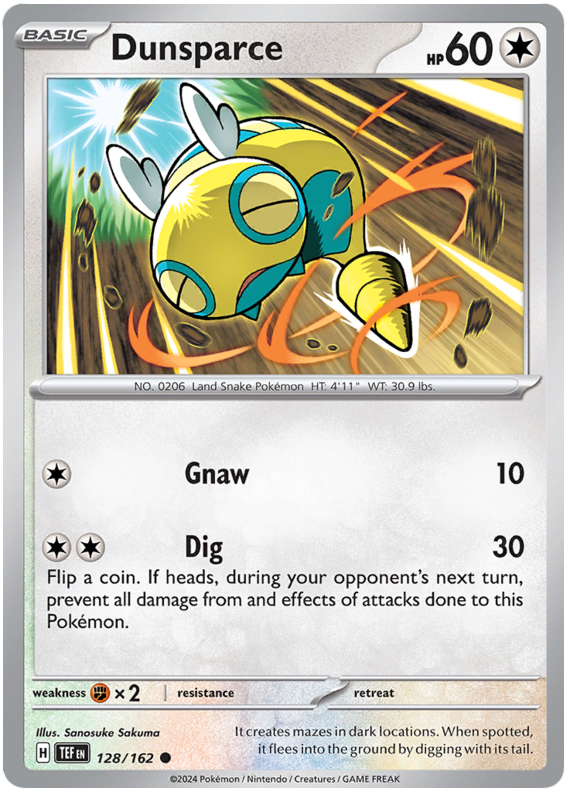 BASIC Dunsparce HP60
NO. 0206 Land Snake Pokémon HT: 4'11" WT: 30.9 lbs.
Gnaw 10
Dig 30
Flip a coin. If heads, during your opponent's next turn,
prevent all damage from and effects of attacks done to this
Pokémon.
weakness ×2 resistance retreat
Illus. Sanosuke Sakuma
H TEF EN 128/162
It creates mazes in dark locations. When spotted,
it flees into the ground by digging with its tail.
©2024 Pokémon / Nintendo / Creatures / GAME FREAK